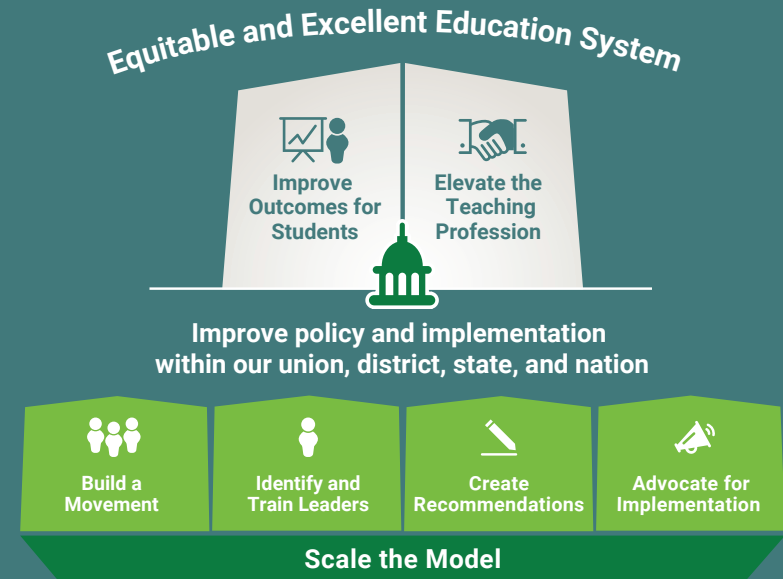 Equitable and Excellent Education System
Improve
Outcomes for
Students
Elevate the
Teaching
Profession
Improve policy and implementation
within our union, district, state, and nation
Build a
Movement
Identify and
Train Leaders
Create
Recommendations
Advocate for
Implementation
Scale the Model